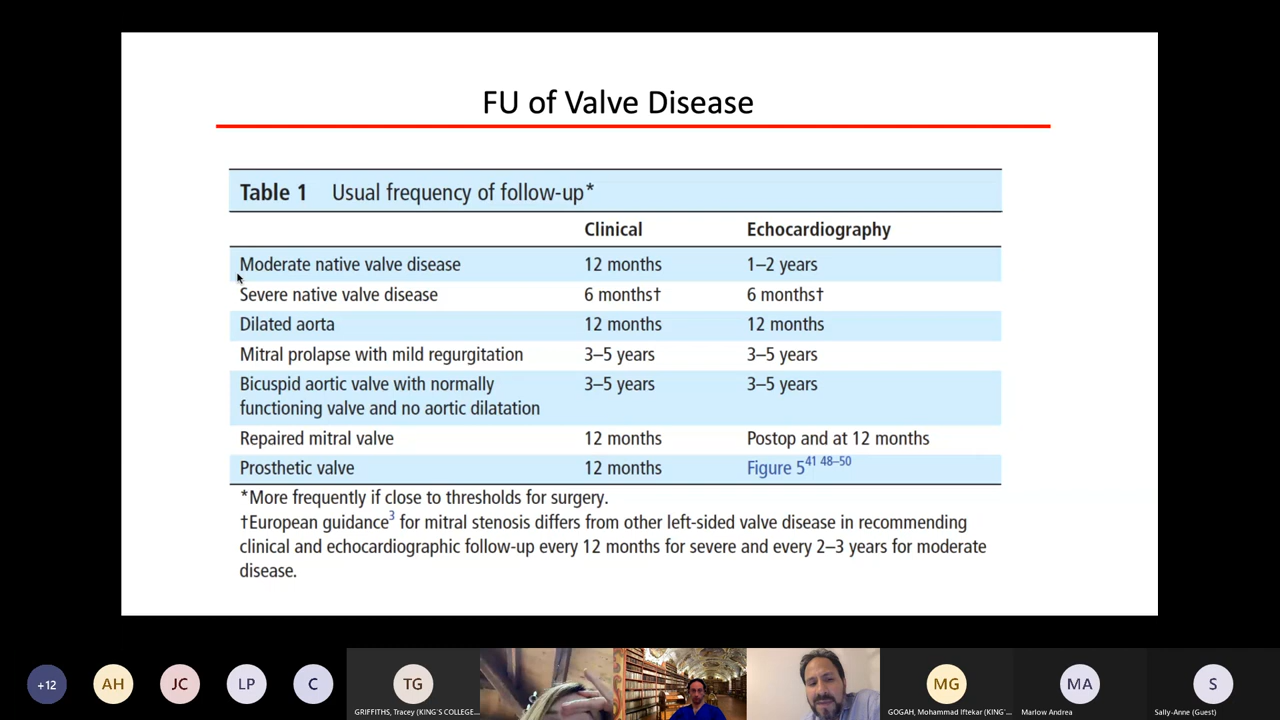 FU of Valve Disease
Table 1 Usual frequency of follow-up*
Clinical Echocardiography
Moderate native valve disease 12 months 1–2 years
Severe native valve disease 6 months† 6 months†
Dilated aorta 12 months 12 months
Mitral prolapse with mild regurgitation 3–5 years 3–5 years
Bicuspid aortic valve with normally 3–5 years 3–5 years
functioning valve and no aortic dilatation
Repaired mitral valve 12 months Postop and at 12 months
Prosthetic valve 12 months Figure 5 41 48–50
*More frequently if close to thresholds for surgery.
†European guidance3 for mitral stenosis differs from other left-sided valve disease in recommending
clinical and echocardiographic follow-up every 12 months for severe and every 2–3 years for moderate
disease.
+12 AH JC LP C TG MG MA S
GRIFFITHS, Tracey (KING'S COLLEGE... GOGAH, Mohammad Iftekar (KING'... Marlow Andrea Sally-Anne (Guest)